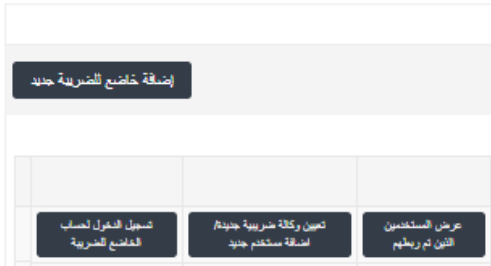 إضافة خاضع للضريبة جديد
عرض المستخدمين
الذين تم ربطهم
تعيين وكالة ضريبية جديدة/
اضافة مستخدم جديد
تسجيل الدخول لحساب
الخاضع للضريبة